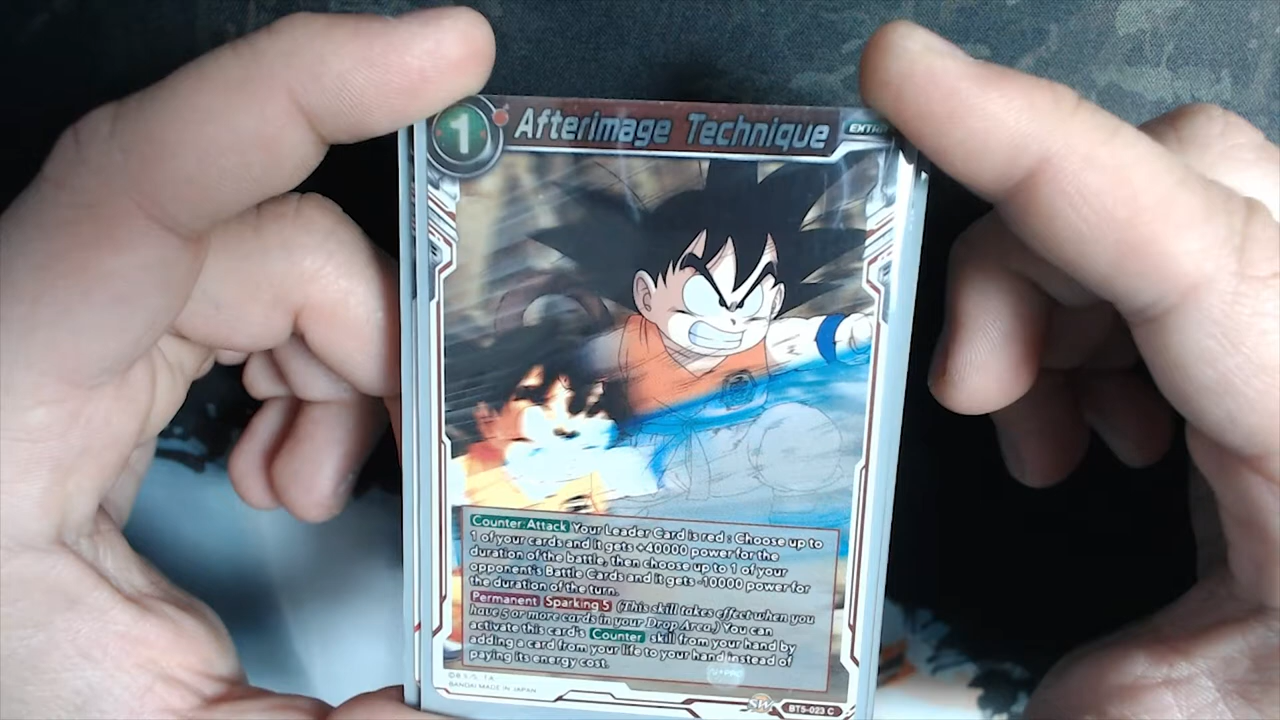 1 Afterimage Technique EXTRA
Counter:Attack Your Leader Card is red : Choose up to
1 of your cards and it gets +40000 power for the
duration of the battle, then choose up to 1 of your
opponent's Battle Cards and it gets -10000 power for
the duration of the turn.
Permanent Sparking 5 (This skill takes effect when you
have 5 or more cards in your Drop Area.) You can
activate this card's Counter skill from your hand by
adding a card from your life to your hand instead of
paying its energy cost.
BANDAI MADE IN JAPAN
SW BT5-023 C